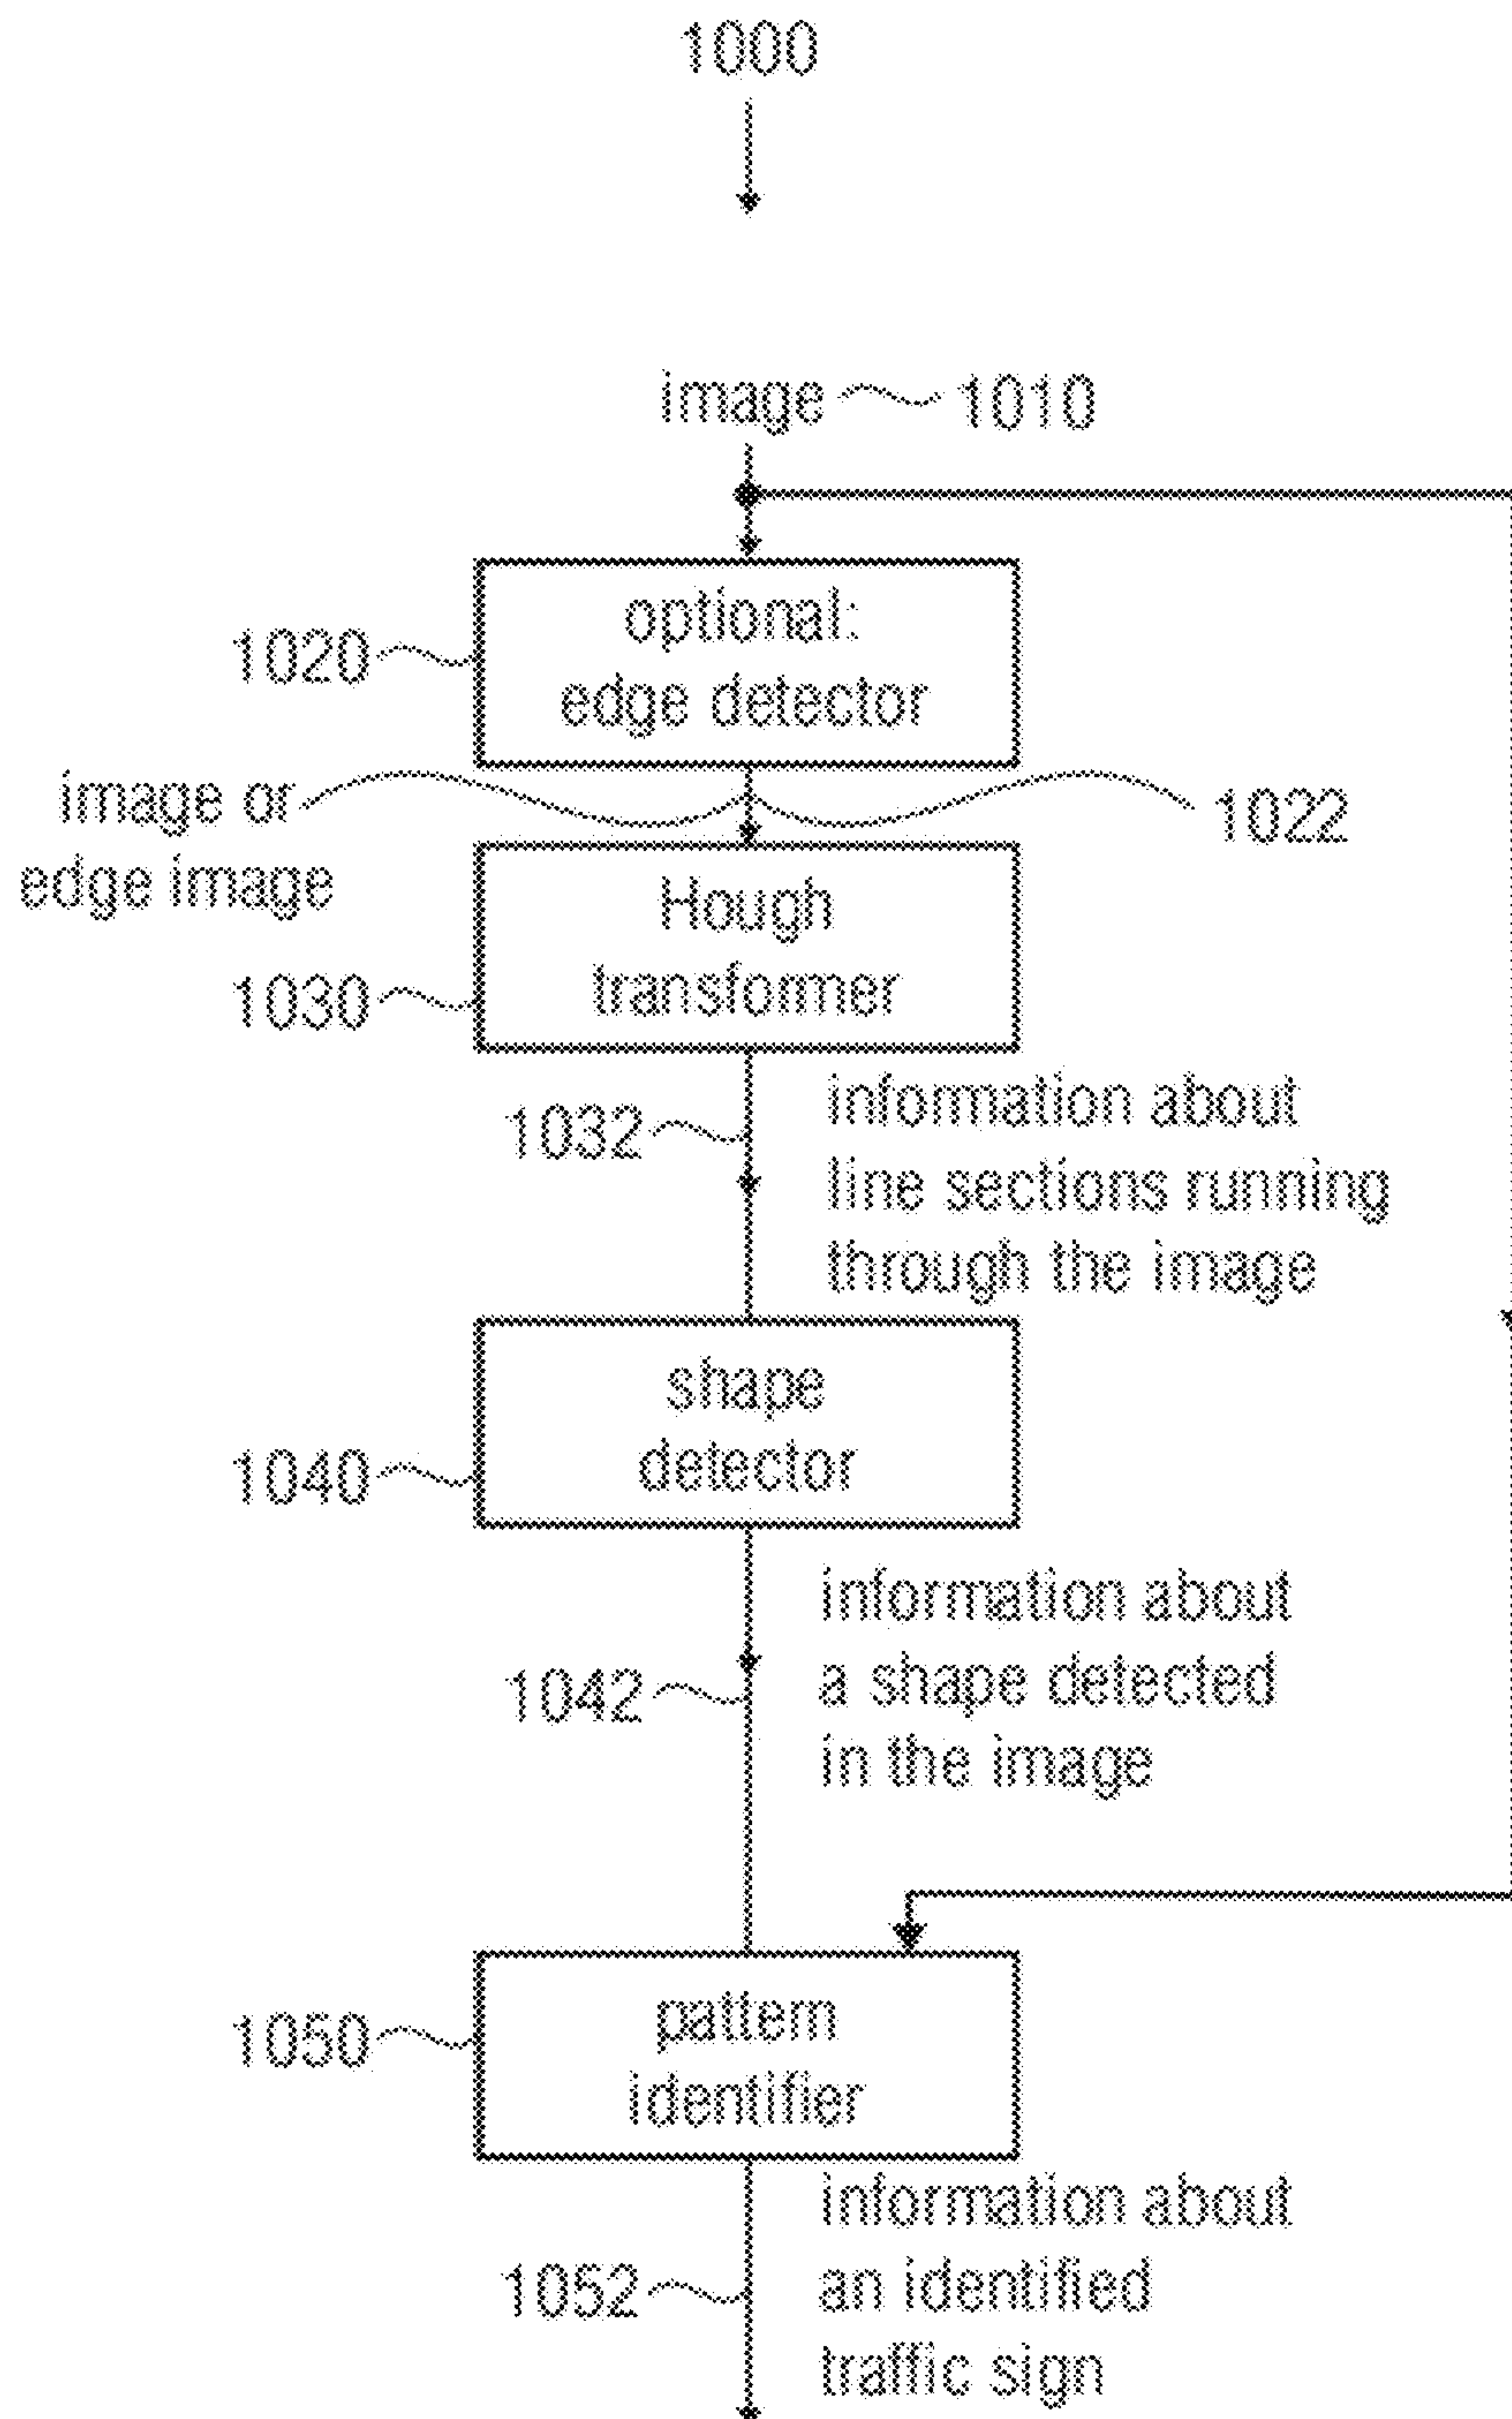 1000
image 1010
optional:
edge detector
1020
image or
edge image
1022
Hough
transformer
1030
1032
information about
line sections running
through the image
shape
detector
1040
information about
a shape detected
in the image
1042
pattern
identifier
1050
information about
an identified
traffic sign
1052